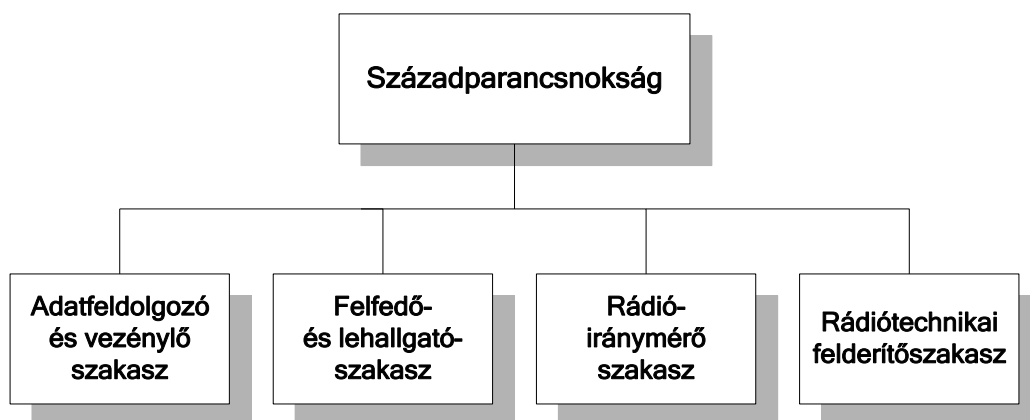 Századparancsnokság
Adatfeldolgozó
és vezénylő
szakasz
Felfedő-
és lehallgató-
szakasz
Rádió-
iránymérő
szakasz
Rádiótechnikai
felderítőszakasz